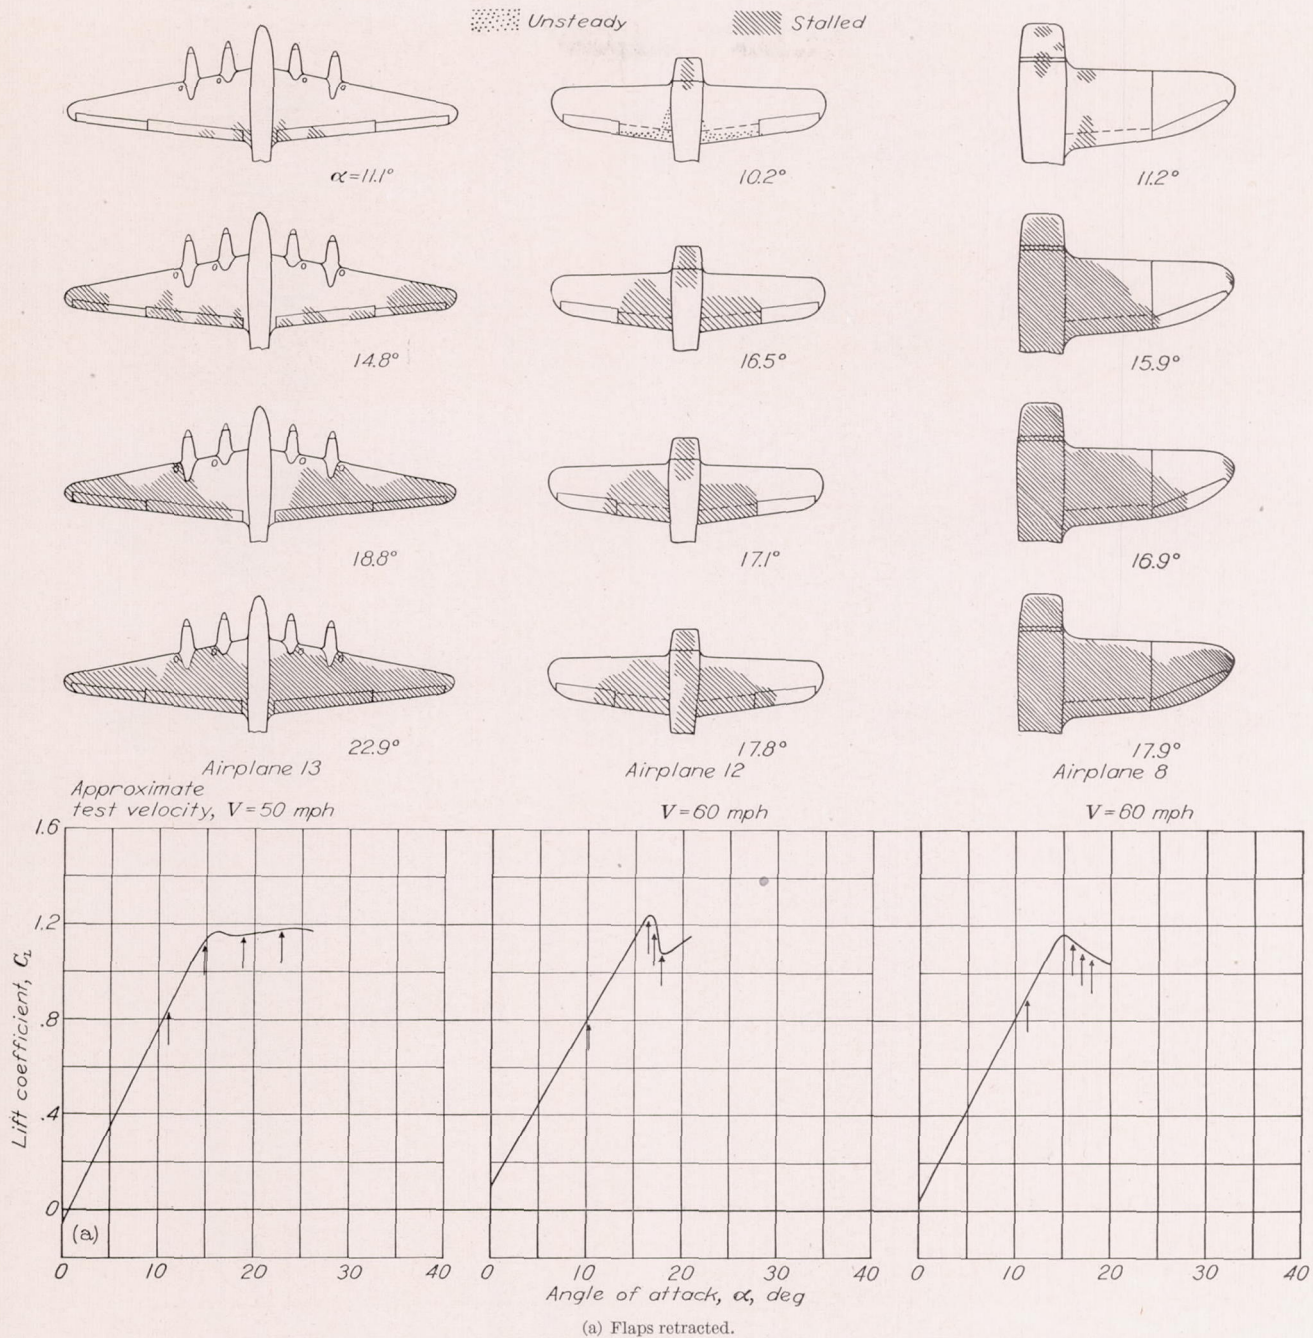 Unsteady Stalled
α=11.1° 10.2° 11.2°
14.8° 16.5° 15.9°
18.8° 17.1° 16.9°
22.9° 17.8° 17.9°
Airplane 13 Airplane 12 Airplane 8
Approximate
test velocity, V=50 mph V=60 mph V=60 mph
1.6
1.2
.8
.4
0
Lift coefficient, C_L
(a)
0 10 20 30 40 0 10 20 30 40 0 10 20 30 40
Angle of attack, α, deg
(a) Flaps retracted.